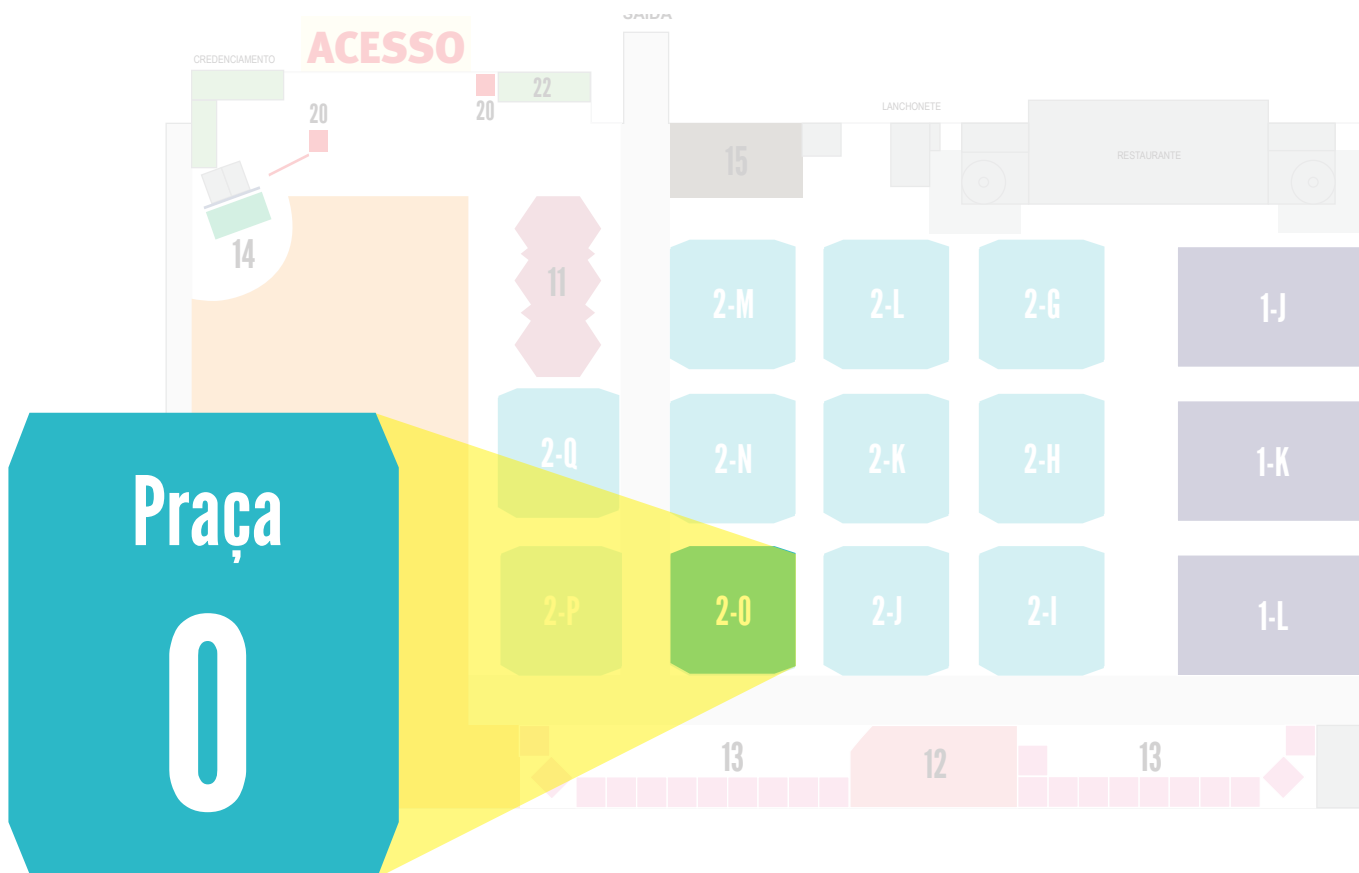 SAÍDA
ACESSO
CREDENCIAMENTO
22
20
20
LANCHONETE
15
RESTAURANTE
14
11
2-M
2-L
2-G
1-J
2-Q
2-N
2-K
2-H
1-K
Praça
O
2-P
2-O
2-J
2-I
1-L
13
12
13